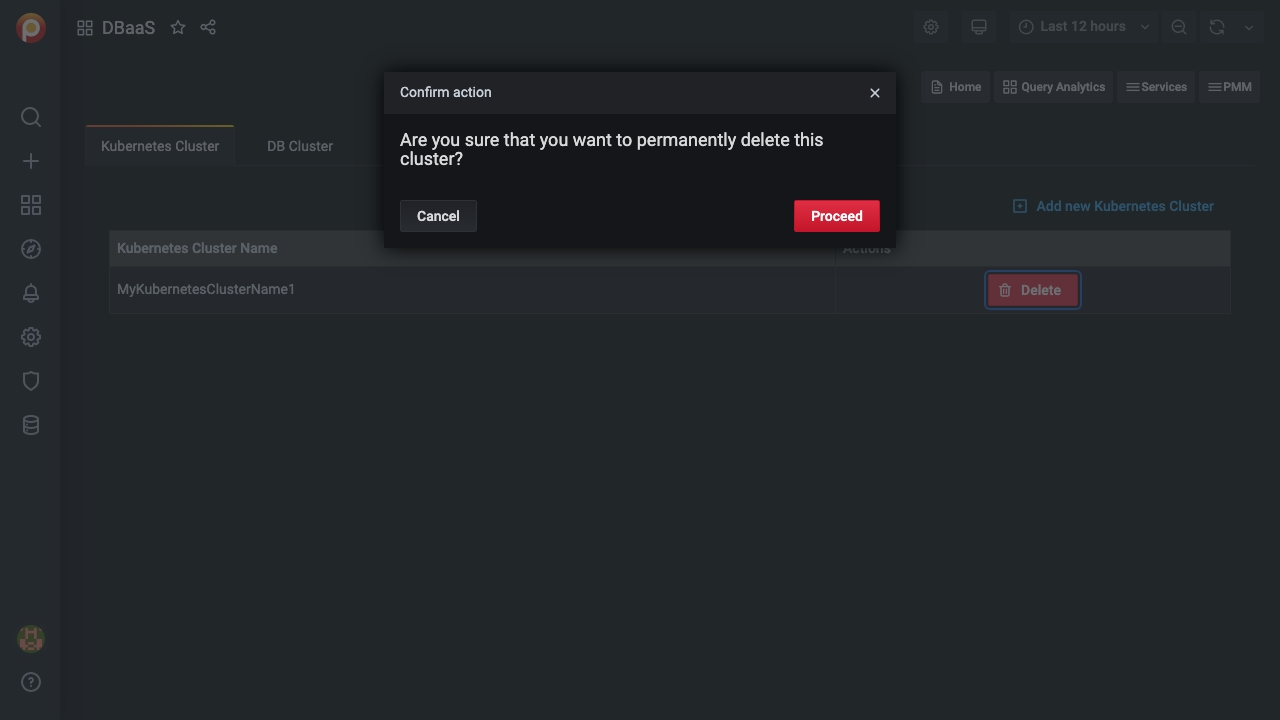 DBaaS
Last 12 hours
Home
Query Analytics
Services
PMM
Confirm action
Are you sure that you want to permanently delete this
cluster?
Cancel
Proceed
Kubernetes Cluster
DB Cluster
Add new Kubernetes Cluster
Kubernetes Cluster Name
Actions
MyKubernetesClusterName1
Delete